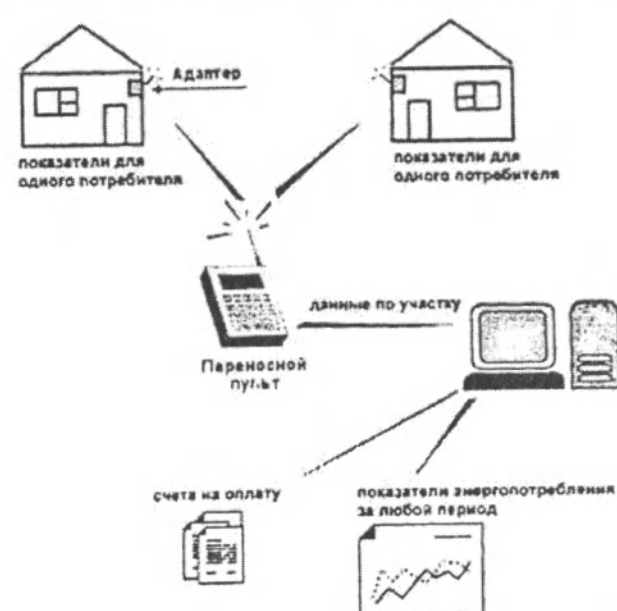 Адаптер
показатели для
одного потребителя
показатели для
одного потребителя
данные по участку
Переносной
пульт
счета на оплату
показатели энергопотребления
за любой период